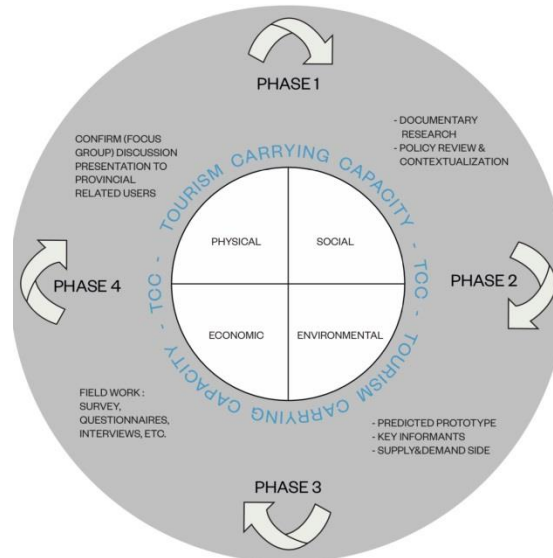 PHASE 1
- DOCUMENTARY
RESEARCH
- POLICY REVIEW &
CONTEXTUALIZATION
PHASE 2
- PREDICTED PROTOTYPE
- KEY INFORMANTS
- SUPPLY&DEMAND SIDE
PHASE 3
FIELD WORK :
SURVEY,
QUESTIONNAIRES,
INTERVIEWS, ETC.
PHASE 4
CONFIRM (FOCUS
GROUP) DISCUSSION
PRESENTATION TO
PROVINCIAL
RELATED USERS
TOURISM CARRYING CAPACITY - TCC - TOURISM CARRYING CAPACITY - TCC -
PHYSICAL
SOCIAL
ECONOMIC
ENVIRONMENTAL